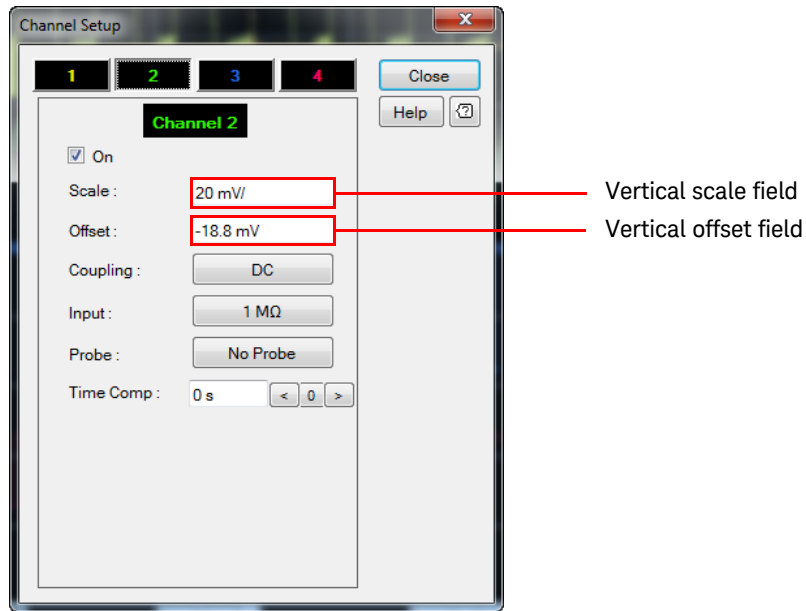 Channel Setup
x
1 2 3 4
Close
Help
Channel 2
On
Scale : 20 mV/
Vertical scale field
Offset : -18.8 mV
Vertical offset field
Coupling : DC
Input : 1 MΩ
Probe : No Probe
Time Comp : 0 s < 0 >